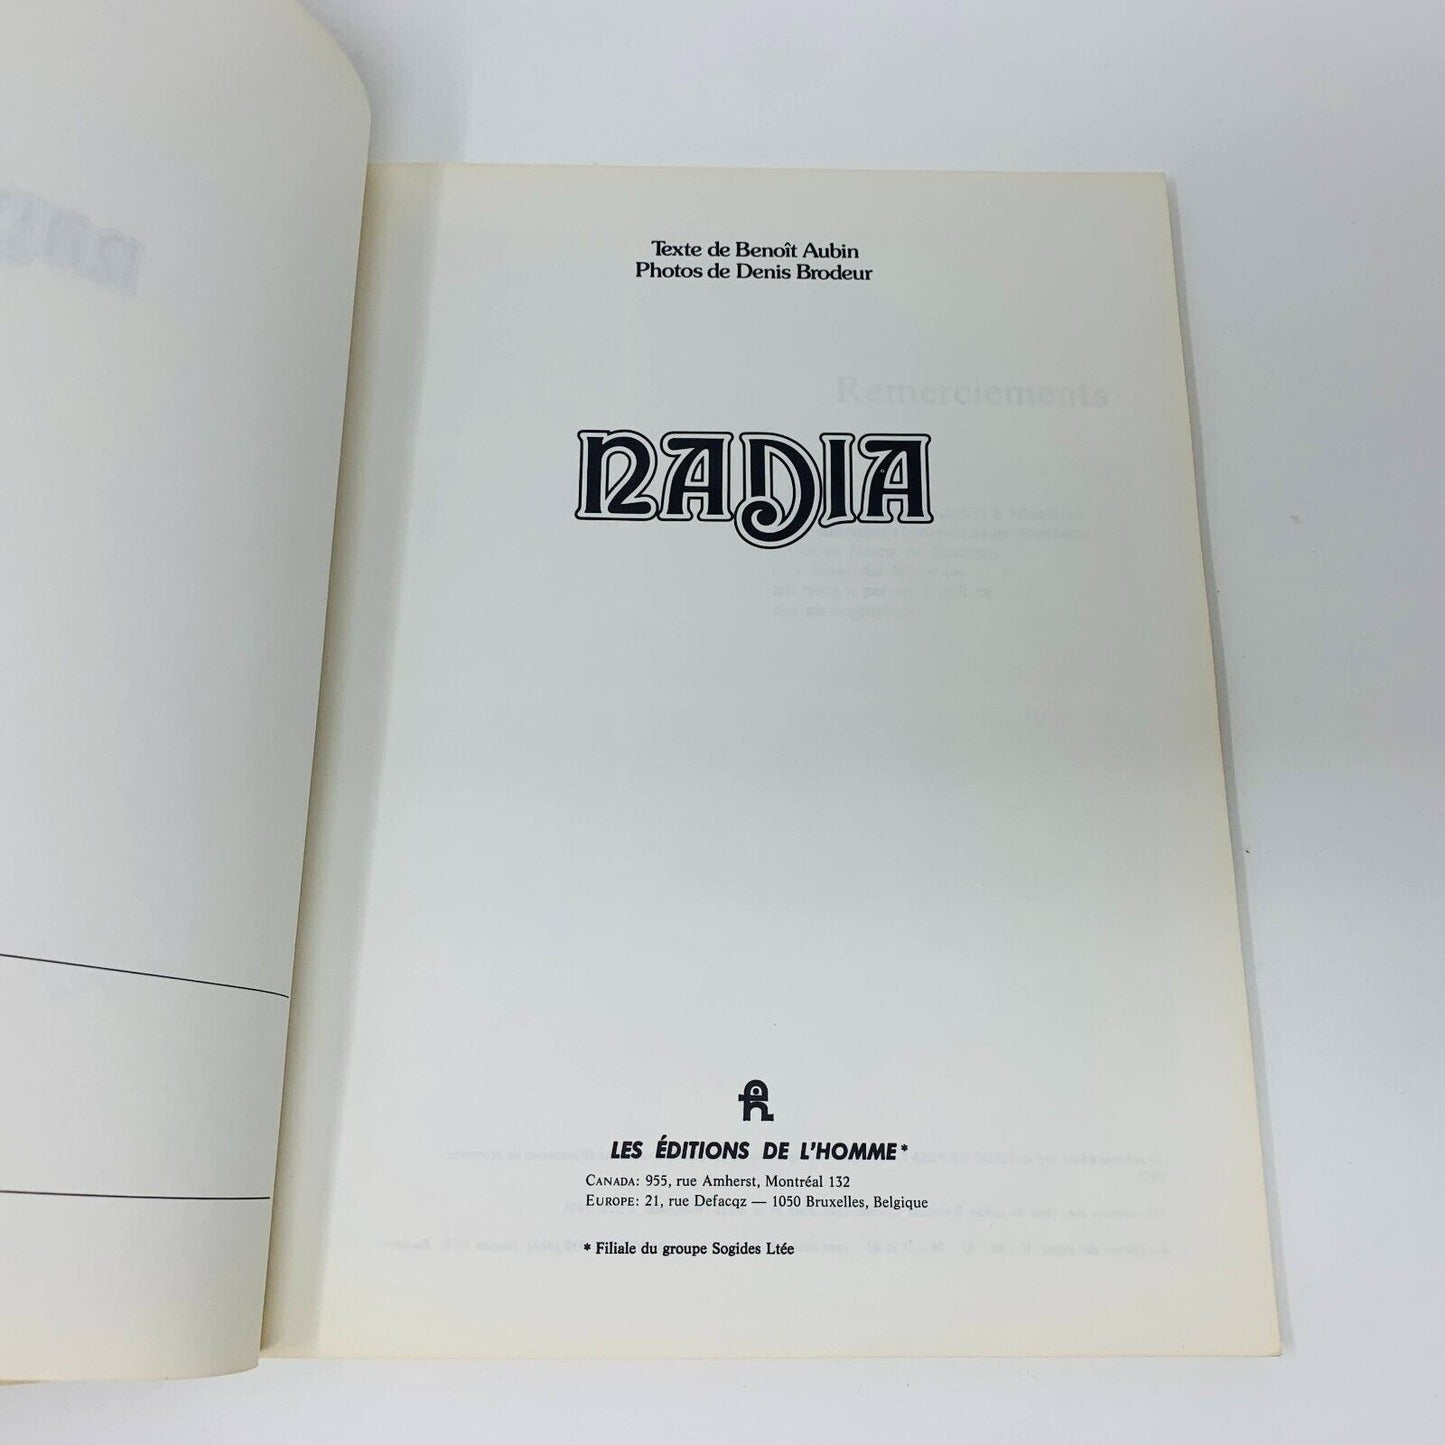 Texte de Benoît Aubin
Photos de Denis Brodeur
Remerciements
NADIA
LES ÉDITIONS DE L'HOMME*
CANADA: 955, rue Amherst, Montréal 132
EUROPE: 21, rue Defacqz — 1050 Bruxelles, Belgique
* Filiale du groupe Sogides Ltée